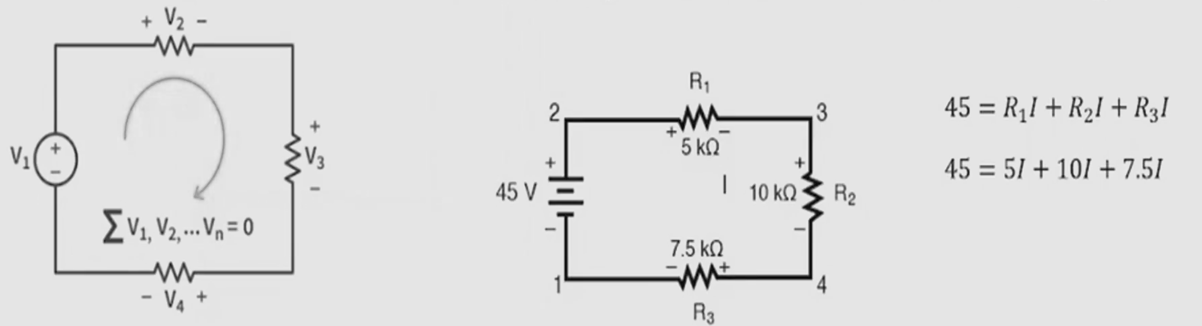 + V₂ -
V₁
+
-
+
V₃
-
∑ V₁, V₂, ... Vₙ = 0
- V₄ +
R₁
2
3
+ -
5 kΩ
+
45 V
-
I
+
10 kΩ
-
R₂
7.5 kΩ
- +
1
4
R₃
45 = R₁I + R₂I + R₃I
45 = 5I + 10I + 7.5I